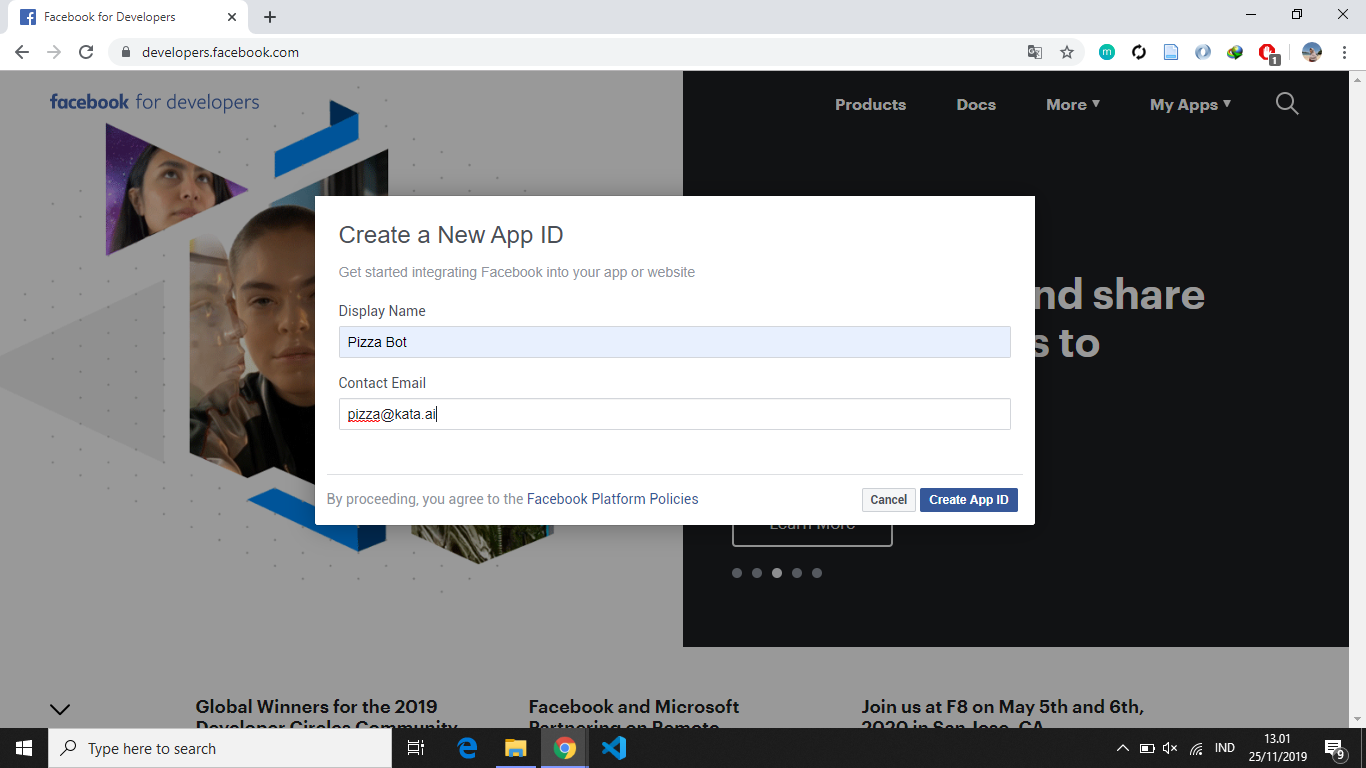 Facebook for Developers
developers.facebook.com
m
1
facebook for developers
Products
Docs
More
My Apps
nd share
s to
Create a New App ID
Get started integrating Facebook into your app or website
Display Name
Pizza Bot
Contact Email
pizza@kata.ai
By proceeding, you agree to the Facebook Platform Policies
Cancel
Create App ID
Learn More
Global Winners for the 2019
Developer Circles Community
Facebook and Microsoft
Partnering on Remote
Join us at F8 on May 5th and 6th,
2020 in San Jose, CA
Type here to search
IND
13.01
25/11/2019
9